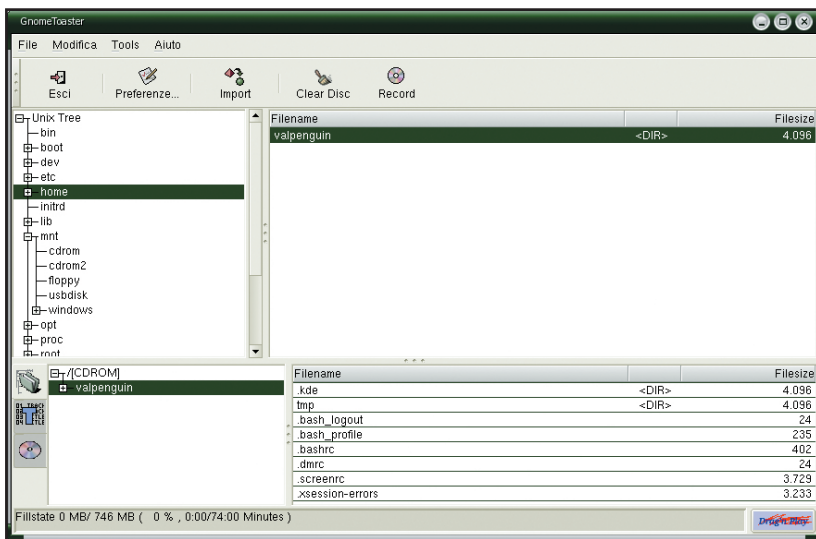 GnomeToaster
File Modifica Tools Aiuto
Esci Preferenze... Import Clear Disc Record
Unix Tree
bin
boot
dev
etc
home
initrd
lib
mnt
cdrom
cdrom2
floppy
usbdisk
windows
opt
proc
root
Filename Filesize
valpenguin <DIR> 4.096
/[CDROM]
valpenguin
Filename Filesize
.kde <DIR> 4.096
tmp <DIR> 4.096
.bash_logout 24
.bash_profile 235
.bashrc 402
.dmrc 24
.screenrc 3.729
.xsession-errors 3.233
Fillstate 0 MB/ 746 MB ( 0 % , 0:00/74:00 Minutes )
Drag'n Play